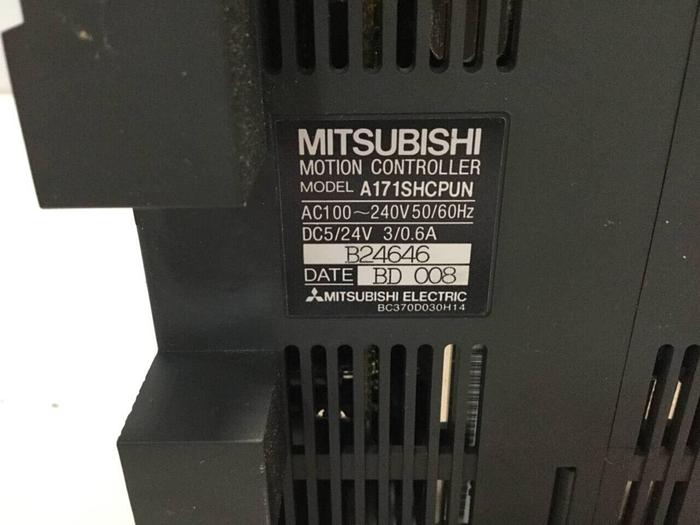 MITSUBISHI
MOTION CONTROLLER
MODEL A171SHCPUN
AC100~240V 50/60Hz
DC5/24V 3/0.6A
B24646
DATE BD 008
MITSUBISHI ELECTRIC
BC370D030H14